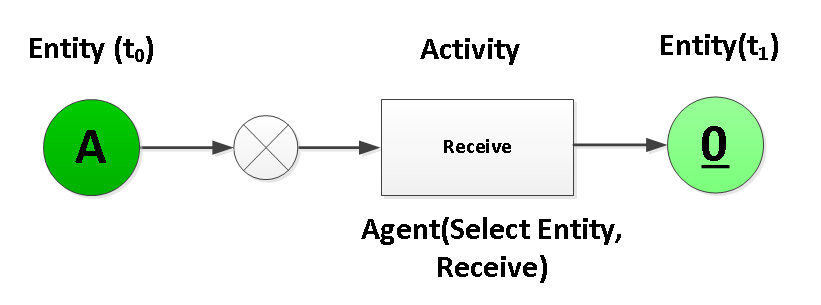 Entity (t₀)
Activity
Entity(t₁)
A
Receive
0
Agent(Select Entity,
Receive)